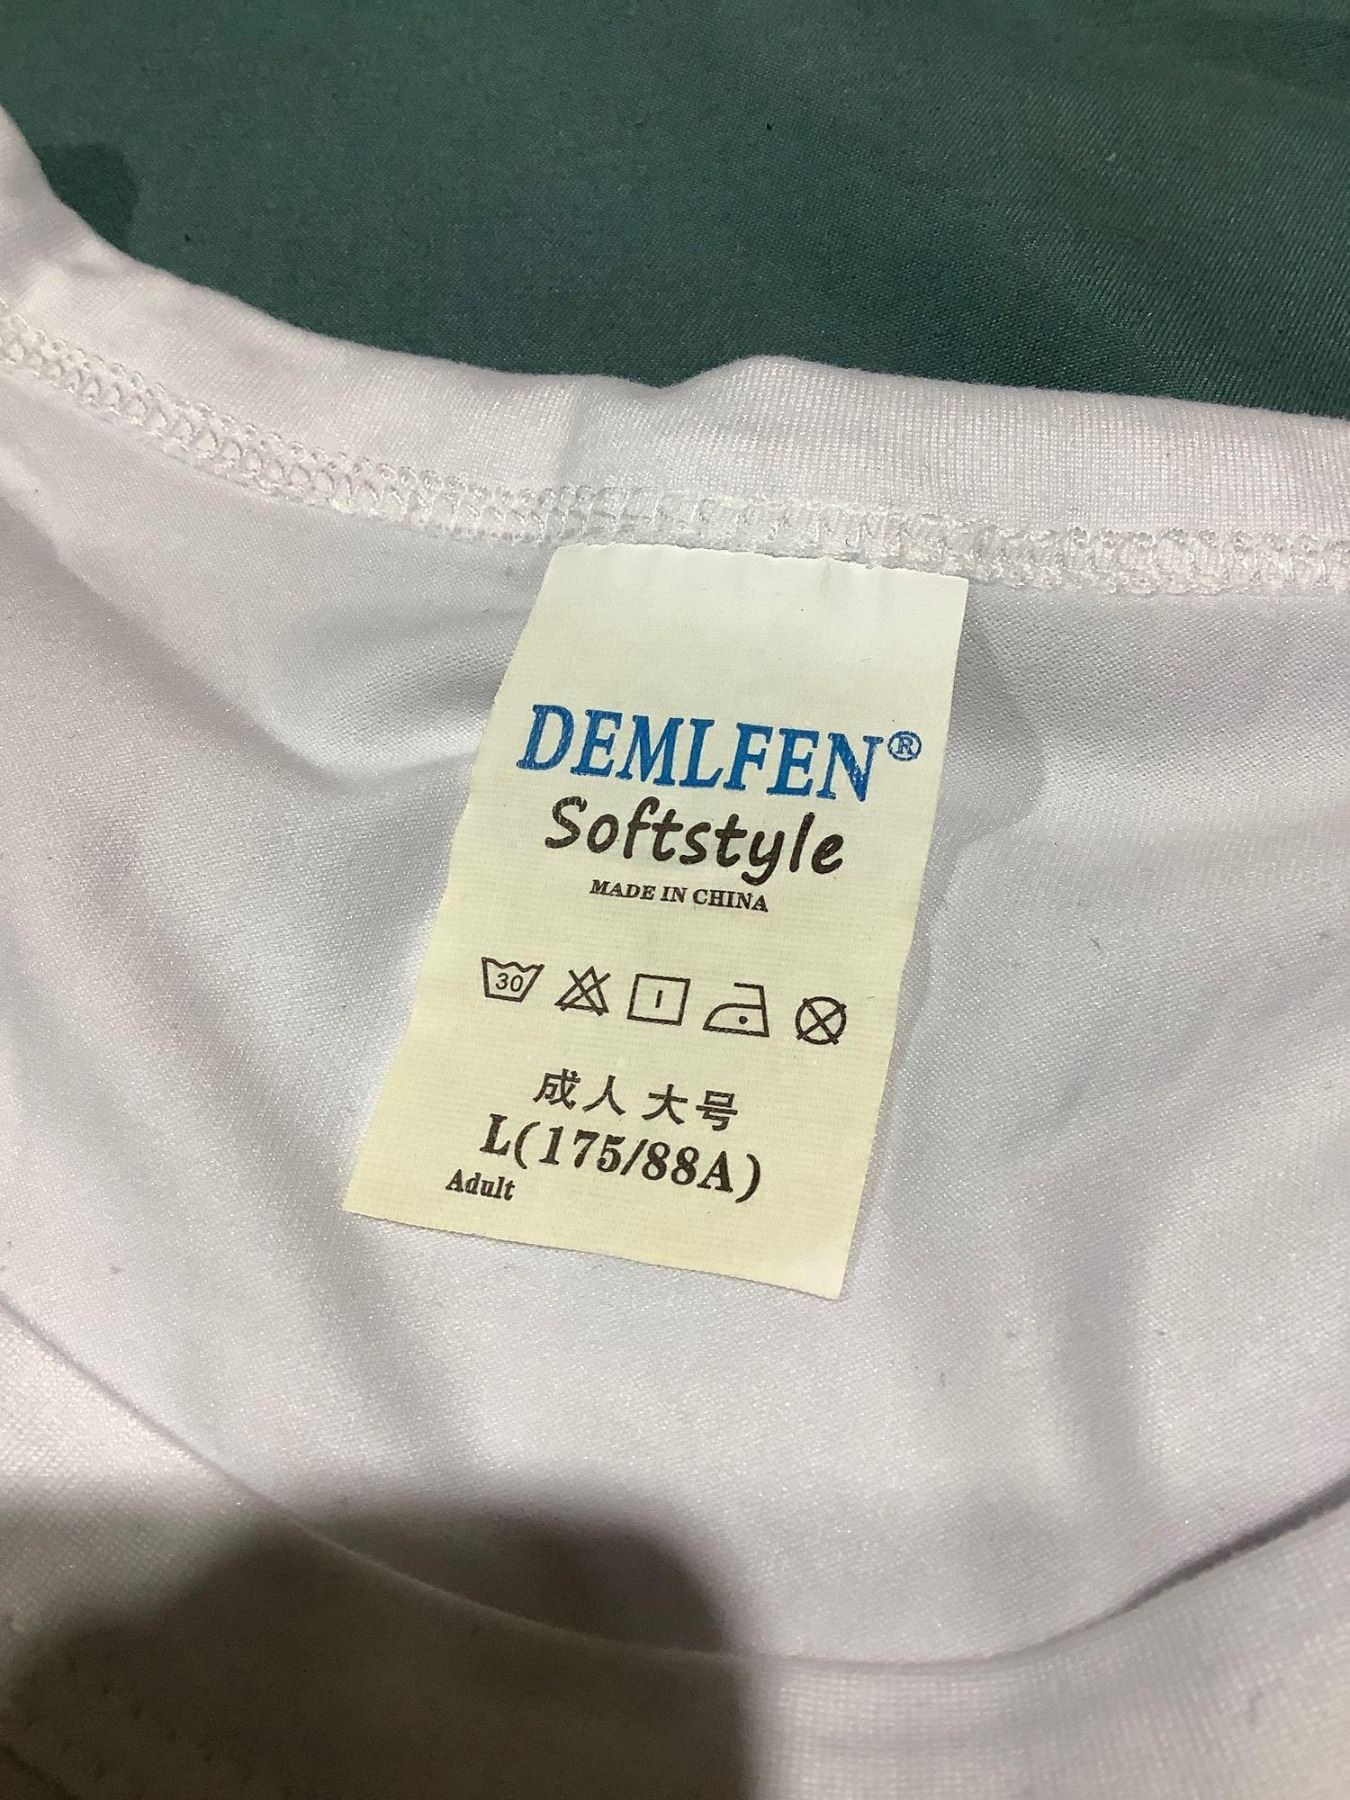 DEMLFEN®
Softstyle
MADE IN CHINA
30
成人 大号
L(175/88A)
Adult